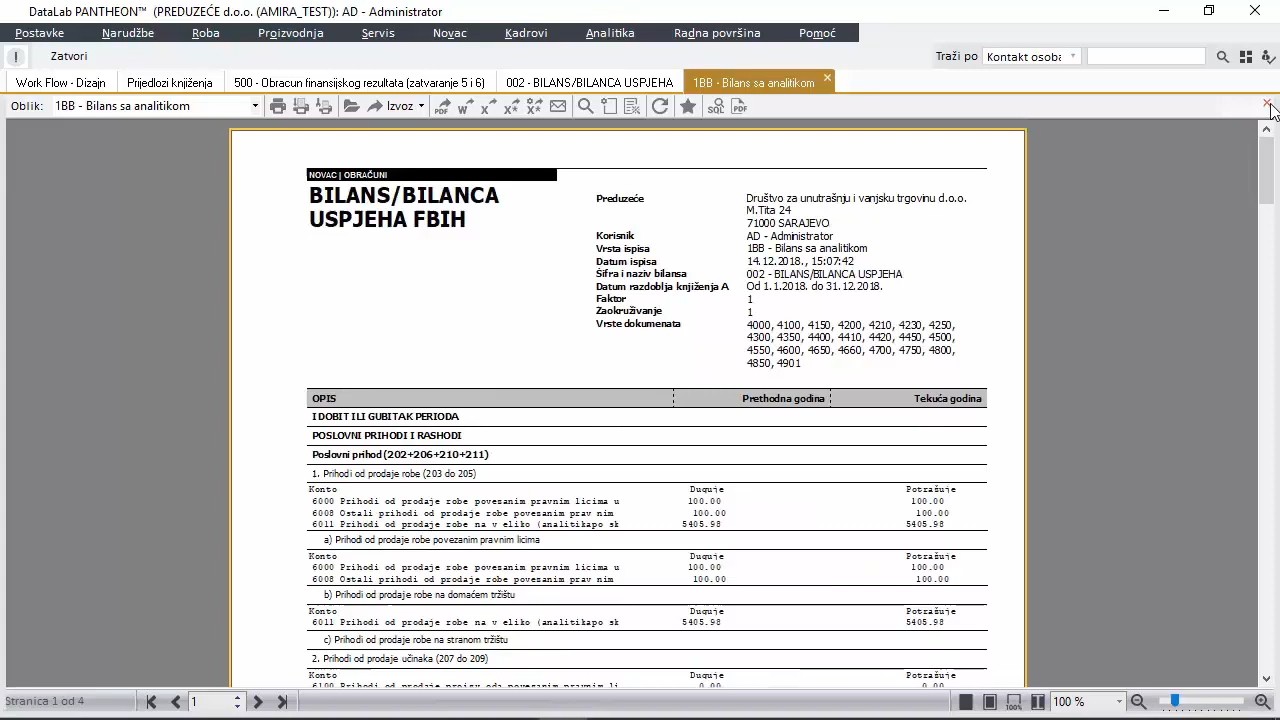 DataLab PANTHEON™ (PREDUZEĆE d.o.o. (AMIRA_TEST)): AD - Administrator
Postavke Narudžbe Roba Proizvodnja Servis Novac Kadrovi Analitika Radna površina Pomoć
Zatvori Traži po Kontakt osoba
Work Flow - Dizajn Prijedlozi knjiženja 500 - Obracun finansijskog rezultata (zatvaranje 5 i 6) 002 - BILANS/BILANCA USPJEHA 1BB - Bilans sa analitikom
Oblik: 1BB - Bilans sa analitikom Izvoz
NOVAC | OBRAČUNI
BILANS/BILANCA
USPJEHA FBIH
Preduzeće Društvo za unutrašnju i vanjsku trgovinu d.o.o.
M.Tita 24
71000 SARAJEVO
Korisnik AD - Administrator
Vrsta ispisa 1BB - Bilans sa analitikom
Datum ispisa 14.12.2018., 15:07:42
Šifra i naziv bilansa 002 - BILANS/BILANCA USPJEHA
Datum razdoblja knjiženja A Od 1.1.2018. do 31.12.2018.
Faktor 1
Zaokruživanje 1
Vrste dokumenata 4000, 4100, 4150, 4200, 4210, 4230, 4250,
4300, 4350, 4400, 4410, 4420, 4450, 4500,
4550, 4600, 4650, 4660, 4700, 4750, 4800,
4850, 4901
OPIS Prethodna godina Tekuća godina
I DOBIT ILI GUBITAK PERIODA
POSLOVNI PRIHODI I RASHODI
Poslovni prihod (202+206+210+211)
1. Prihodi od prodaje robe (203 do 205)
Konto Duguje Potražuje
6000 Prihodi od prodaje robe povesanim pravnim licima u 100.00 100.00
6008 Ostali prihodi od prodaje robe povesanim prav nim 100.00 100.00
6011 Prihodi od prodaje robe na v eliko (analitikapo sk 5405.98 5405.98
a) Prihodi od prodaje robe povezanim pravnim licima
Konto Duguje Potražuje
6000 Prihodi od prodaje robe povesanim pravnim licima u 100.00 100.00
6008 Ostali prihodi od prodaje robe povesanim prav nim 100.00 100.00
b) Prihodi od prodaje robe na domaćem tržištu
Konto Duguje Potražuje
6011 Prihodi od prodaje robe na v eliko (analitikapo sk 5405.98 5405.98
c) Prihodi od prodaje robe na stranom tržištu
2. Prihodi od prodaje učinaka (207 do 209)
Konto Duguje Potražuje
Stranica 1 od 4 1 100% 100 %